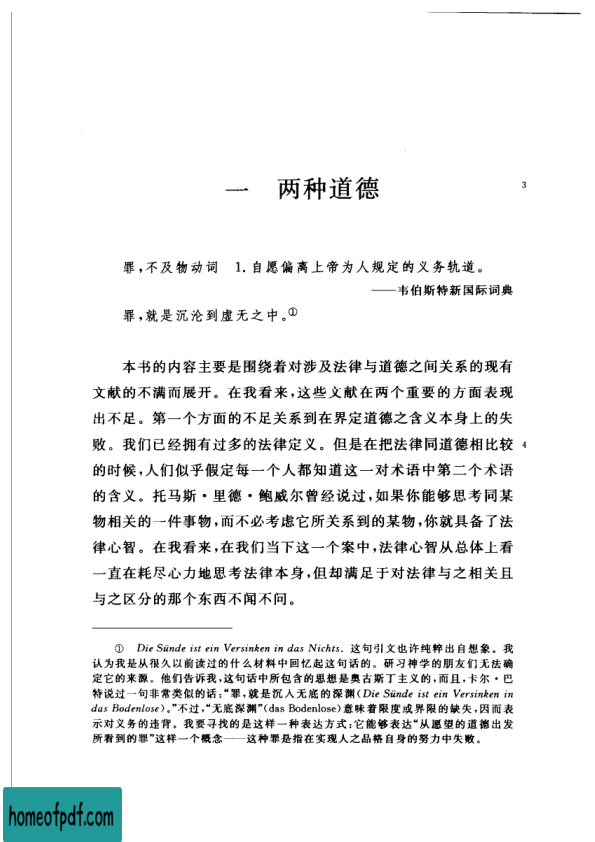 一 两种道德
3
罪,不及物动词 1. 自愿偏离上帝为人规定的义务轨道。
——韦伯斯特新国际词典
罪,就是沉沦到虚无之中。①
本书的内容主要是围绕着对涉及法律与道德之间关系的现有
文献的不满而展开。在我看来,这些文献在两个重要的方面表现
出不足。第一个方面的不足关系到在界定道德之含义本身上的失
败。我们已经拥有过多的法律定义。但是在把法律同道德相比较
4
的时候,人们似乎假定每一个人都知道这一对术语中第二个术语
的含义。托马斯·里德·鲍威尔曾经说过,如果你能够思考同某
物相关的一件事物,而不必考虑它所关系到的某物,你就具备了法
律心智。在我看来,在我们当下这一个案中,法律心智从总体上看
一直在耗尽心力地思考法律本身,但却满足于对法律与之相关且
与之区分的那个东西不闻不问。
① Die Sünde ist ein Versinken in das Nichts. 这句引文也许纯粹出自想象。我
认为我是从很久以前读过的什么材料中回忆起这句话的。研习神学的朋友们无法确
定它的来源。他们告诉我,这句话中所包含的思想是奥古斯丁主义的,而且,卡尔·巴
特说过一句非常类似的话:“罪,就是沉入无底的深渊(Die Sünde ist ein Versinken in
das Bodenlose)。”不过,“无底深渊”(das Bodenlose)意味着限度或界限的缺失,因而表
示对义务的违背。我要寻找的是这样一种表达方式:它能够表达“从愿望的道德出发
所看到的罪”这样一个概念——这种罪是指在实现人之品格自身的努力中失败。
homeofpdf.com